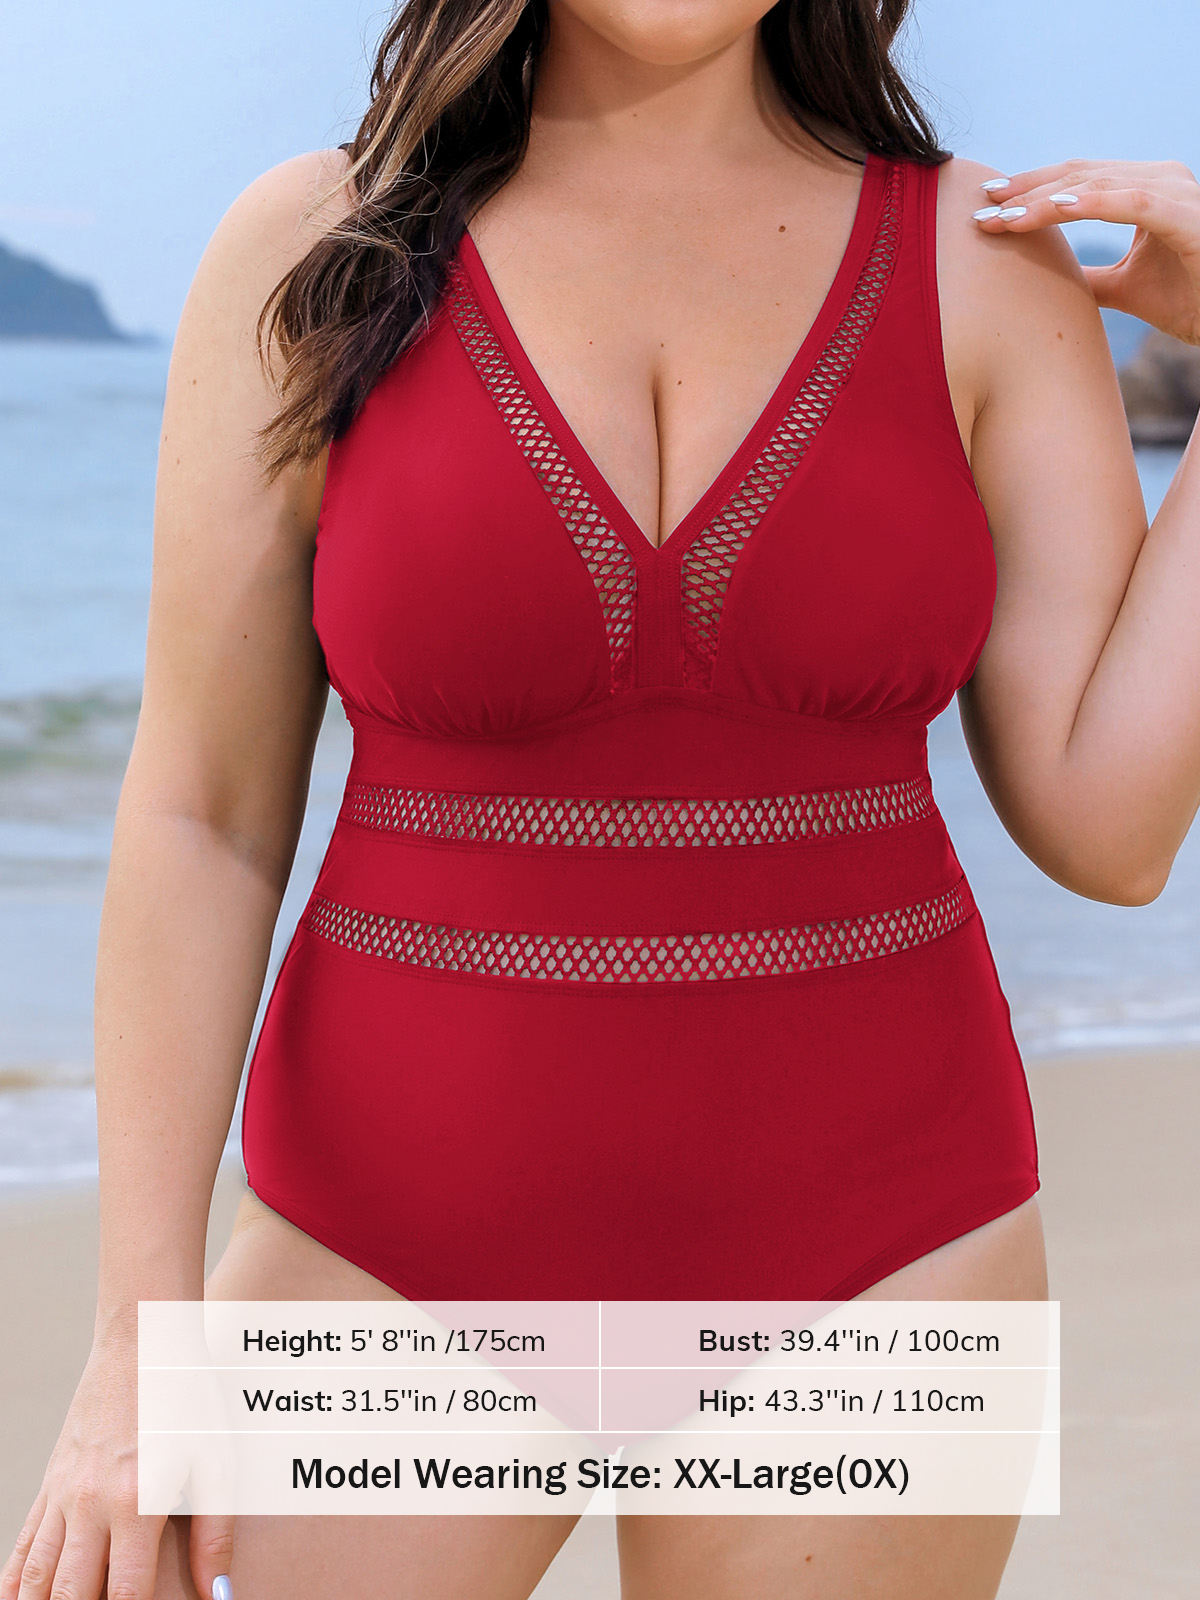 Height: 5' 8''in /175cm
Bust: 39.4''in / 100cm
Waist: 31.5''in / 80cm
Hip: 43.3''in / 110cm
Model Wearing Size: XX-Large(0X)